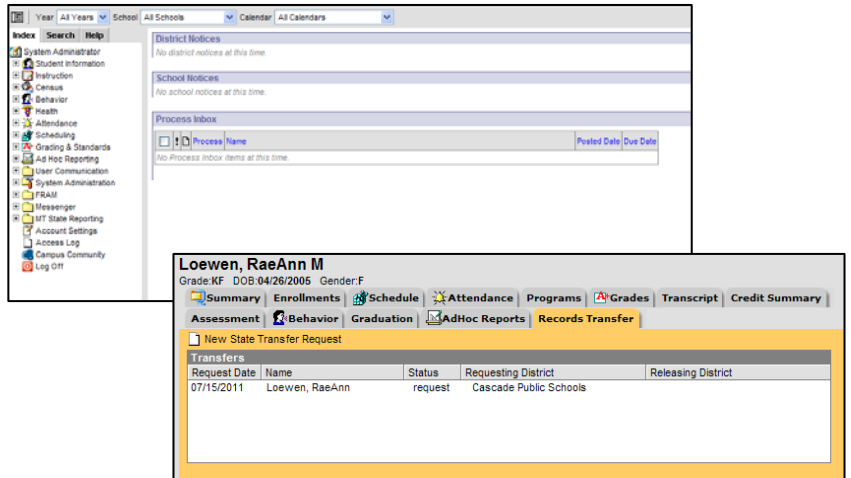 Year All Years School All Schools Calendar All Calendars
Index Search Help
System Administrator
Student Information
Instruction
Census
Behavior
Health
Attendance
Scheduling
Grading & Standards
Ad Hoc Reporting
User Communication
System Administration
FRAM
Messenger
MT State Reporting
Account Settings
Access Log
Campus Community
Log Off
District Notices
No district notices at this time.
School Notices
No school notices at this time.
Process Inbox
! Process Name Posted Date Due Date
No Process Inbox items at this time.
Loewen, RaeAnn M
Grade:KF DOB:04/26/2005 Gender:F
Summary Enrollments Schedule Attendance Programs Grades Transcript Credit Summary
Assessment Behavior Graduation AdHoc Reports Records Transfer
New State Transfer Request
Transfers
Request Date Name Status Requesting District Releasing District
07/15/2011 Loewen, RaeAnn request Cascade Public Schools